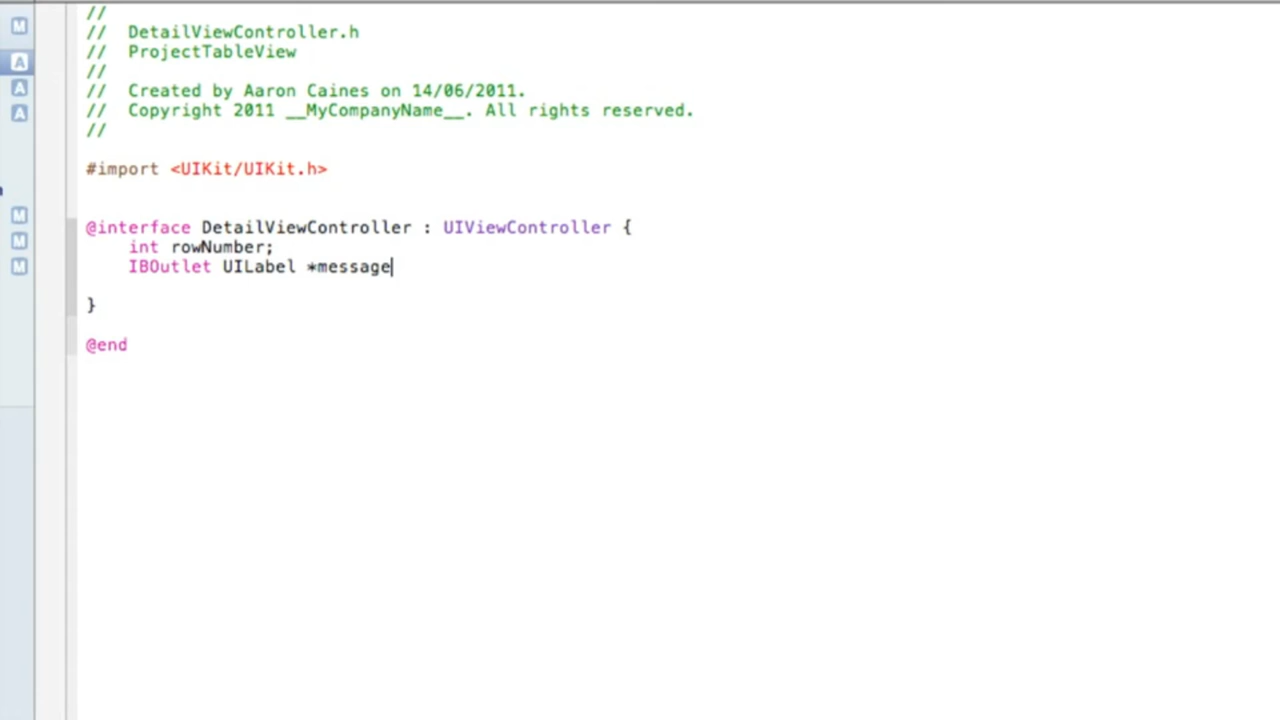 //
// DetailViewController.h
// ProjectTableView
//
// Created by Aaron Caines on 14/06/2011.
// Copyright 2011 __MyCompanyName__. All rights reserved.
//
#import <UIKit/UIKit.h>
@interface DetailViewController : UIViewController {
int rowNumber;
IBOutlet UILabel *message
}
@end
M
A
A
A
M
M
M